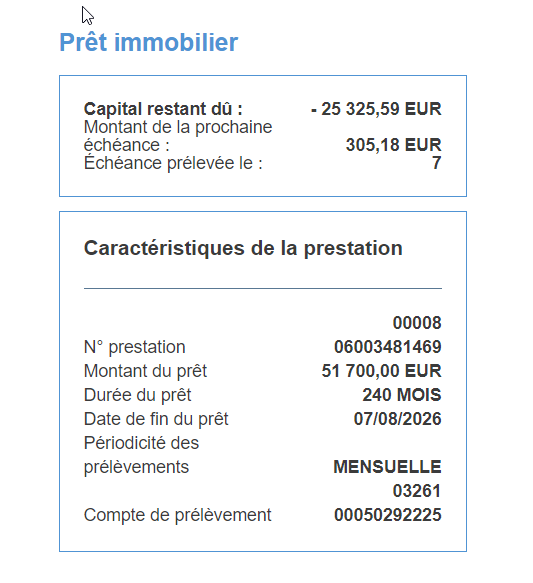 Prêt immobilier
Capital restant dû : - 25 325,59 EUR
Montant de la prochaine
échéance : 305,18 EUR
Échéance prélevée le : 7
Caractéristiques de la prestation
00008
N° prestation 06003481469
Montant du prêt 51 700,00 EUR
Durée du prêt 240 MOIS
Date de fin du prêt 07/08/2026
Périodicité des
prélèvements MENSUELLE
03261
Compte de prélèvement 00050292225